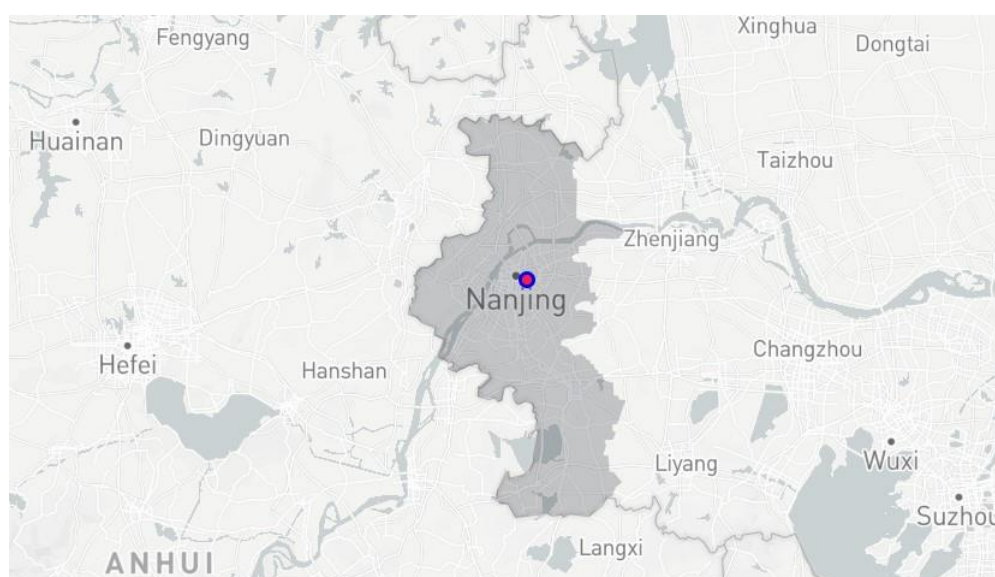 Xinghua
Fengyang
Dongtai
Huainan
Dingyuan
Taizhou
Zhenjiang
Nanjing
Changzhou
Hefei
Hanshan
Wuxi
Liyang
Suzhou
Langxi
ANHUI